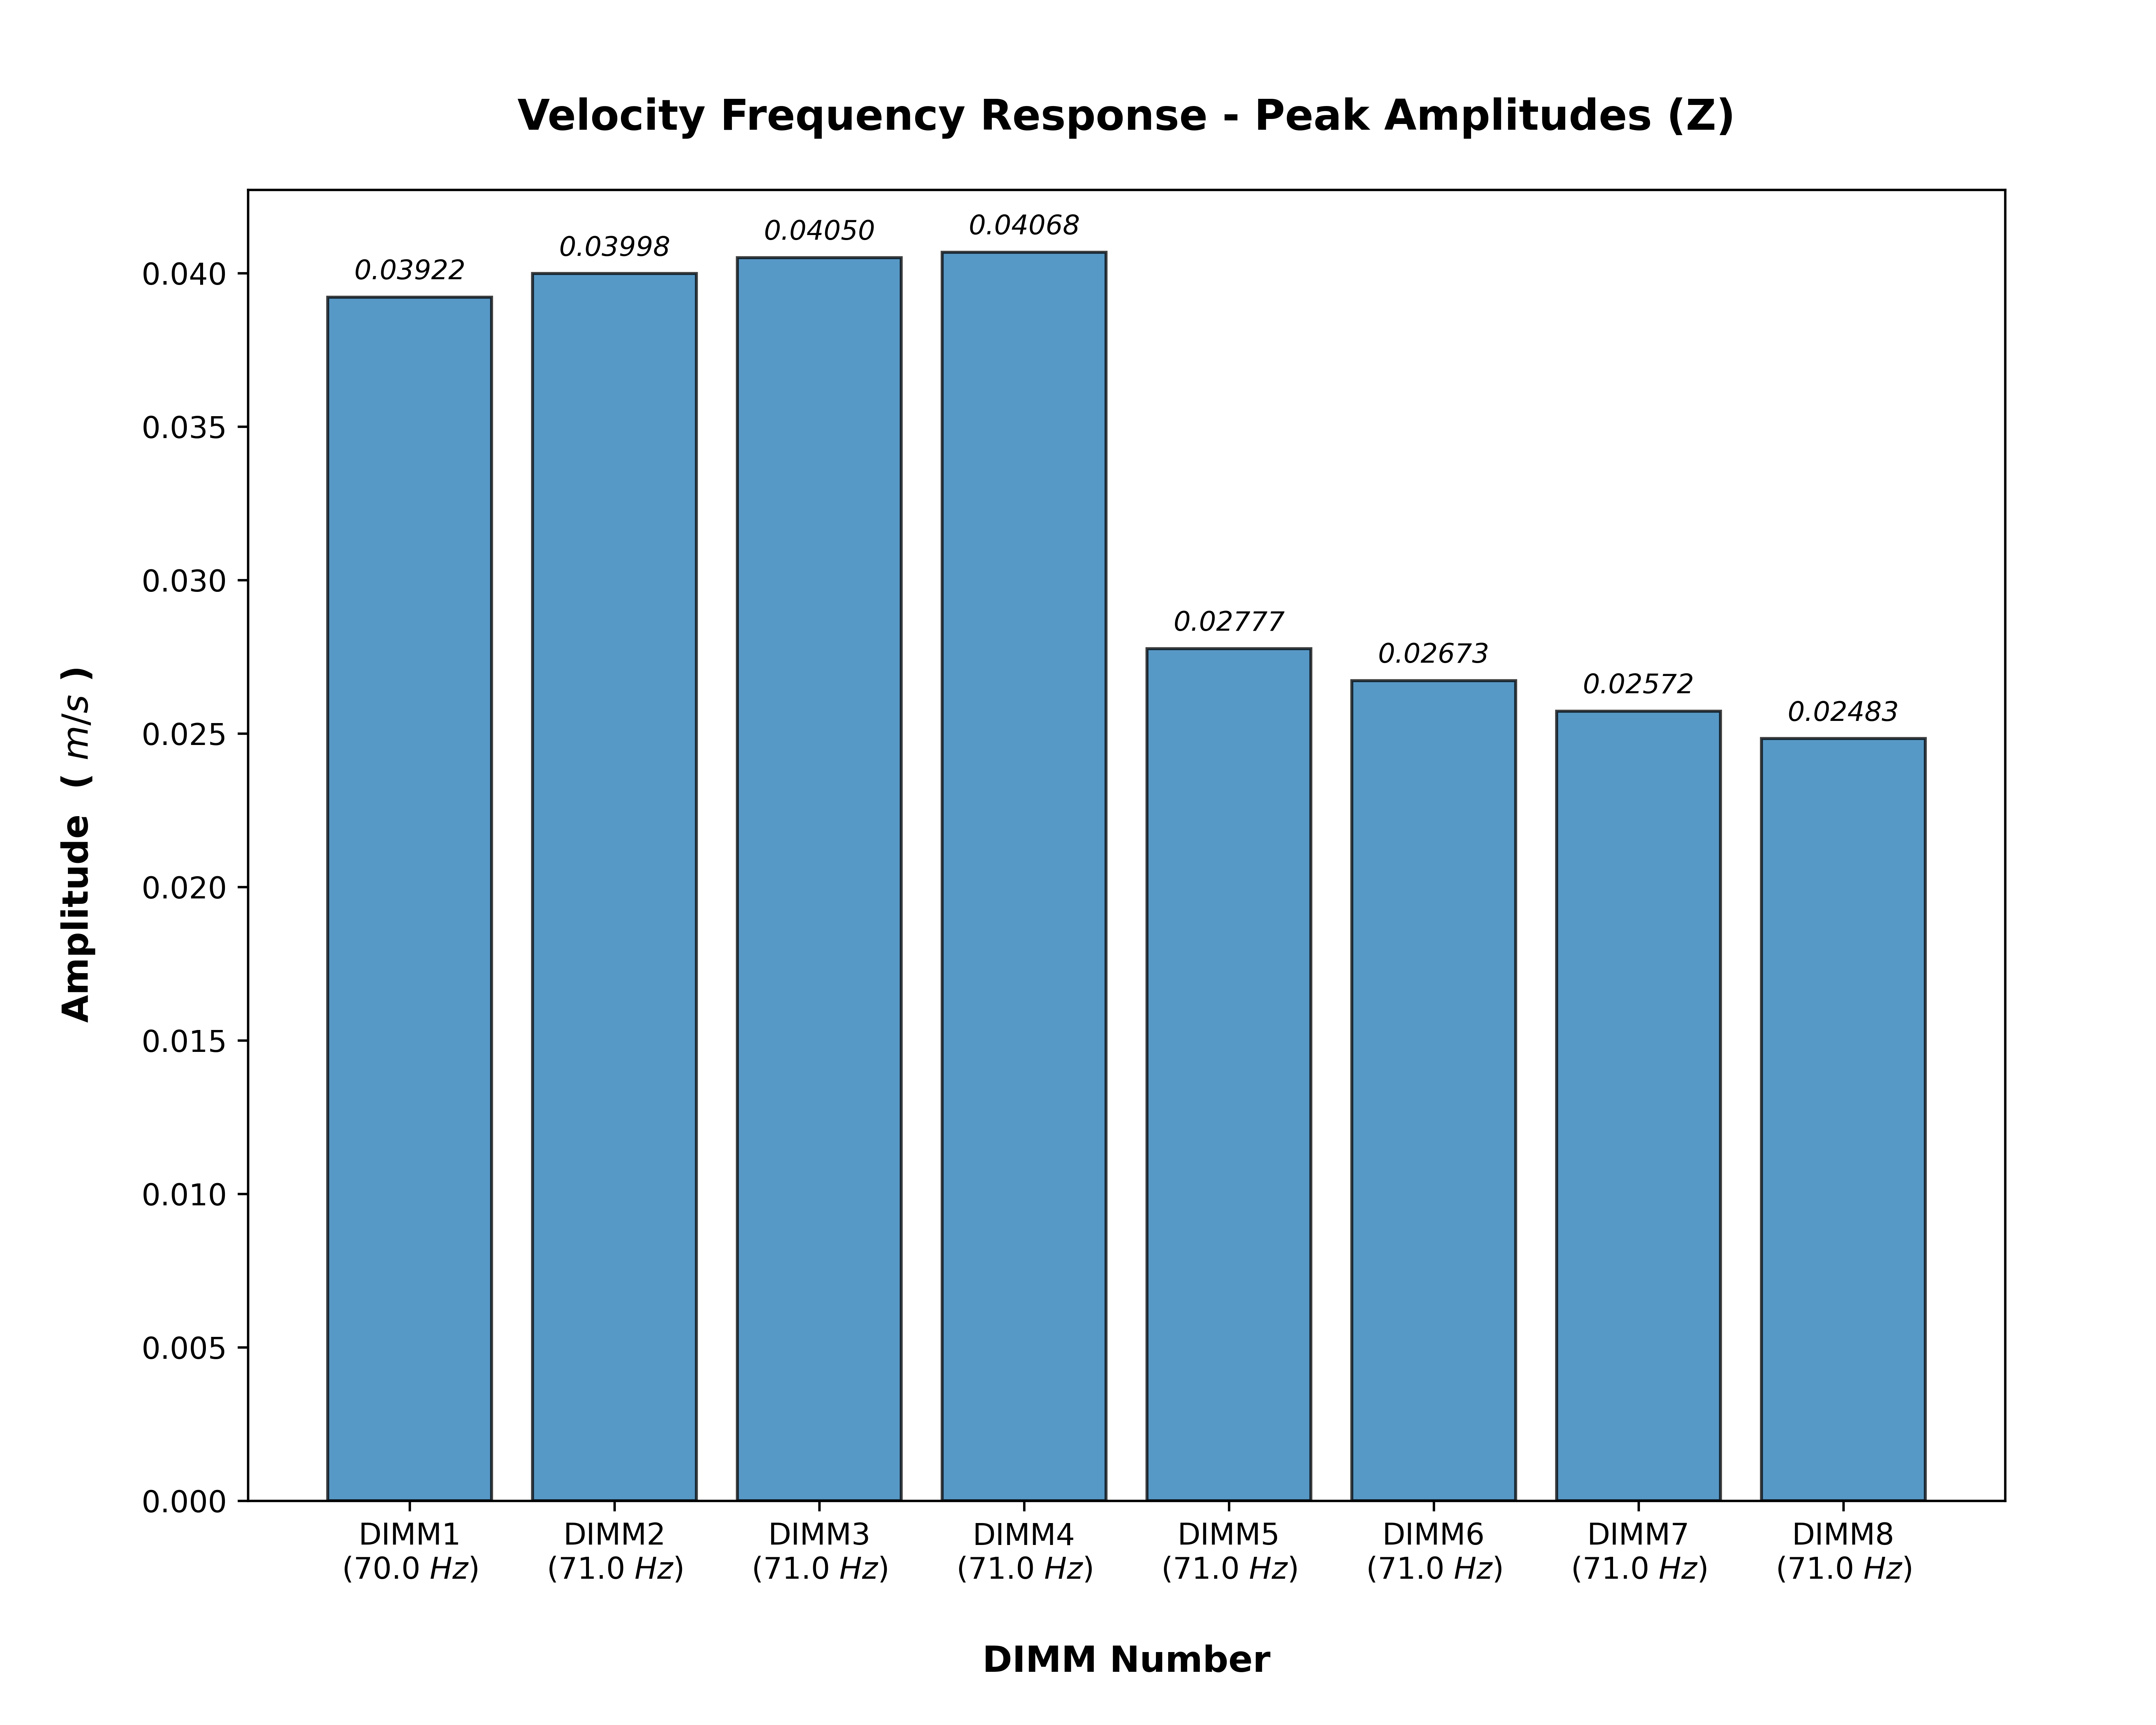 Velocity Frequency Response - Peak Amplitudes (Z)
0.03922
0.03998
0.04050
0.04068
0.02777
0.02673
0.02572
0.02483
0.040
0.035
0.030
0.025
0.020
0.015
0.010
0.005
0.000
Amplitude ( m/s )
DIMM1
(70.0 Hz)
DIMM2
(71.0 Hz)
DIMM3
(71.0 Hz)
DIMM4
(71.0 Hz)
DIMM5
(71.0 Hz)
DIMM6
(71.0 Hz)
DIMM7
(71.0 Hz)
DIMM8
(71.0 Hz)
DIMM Number